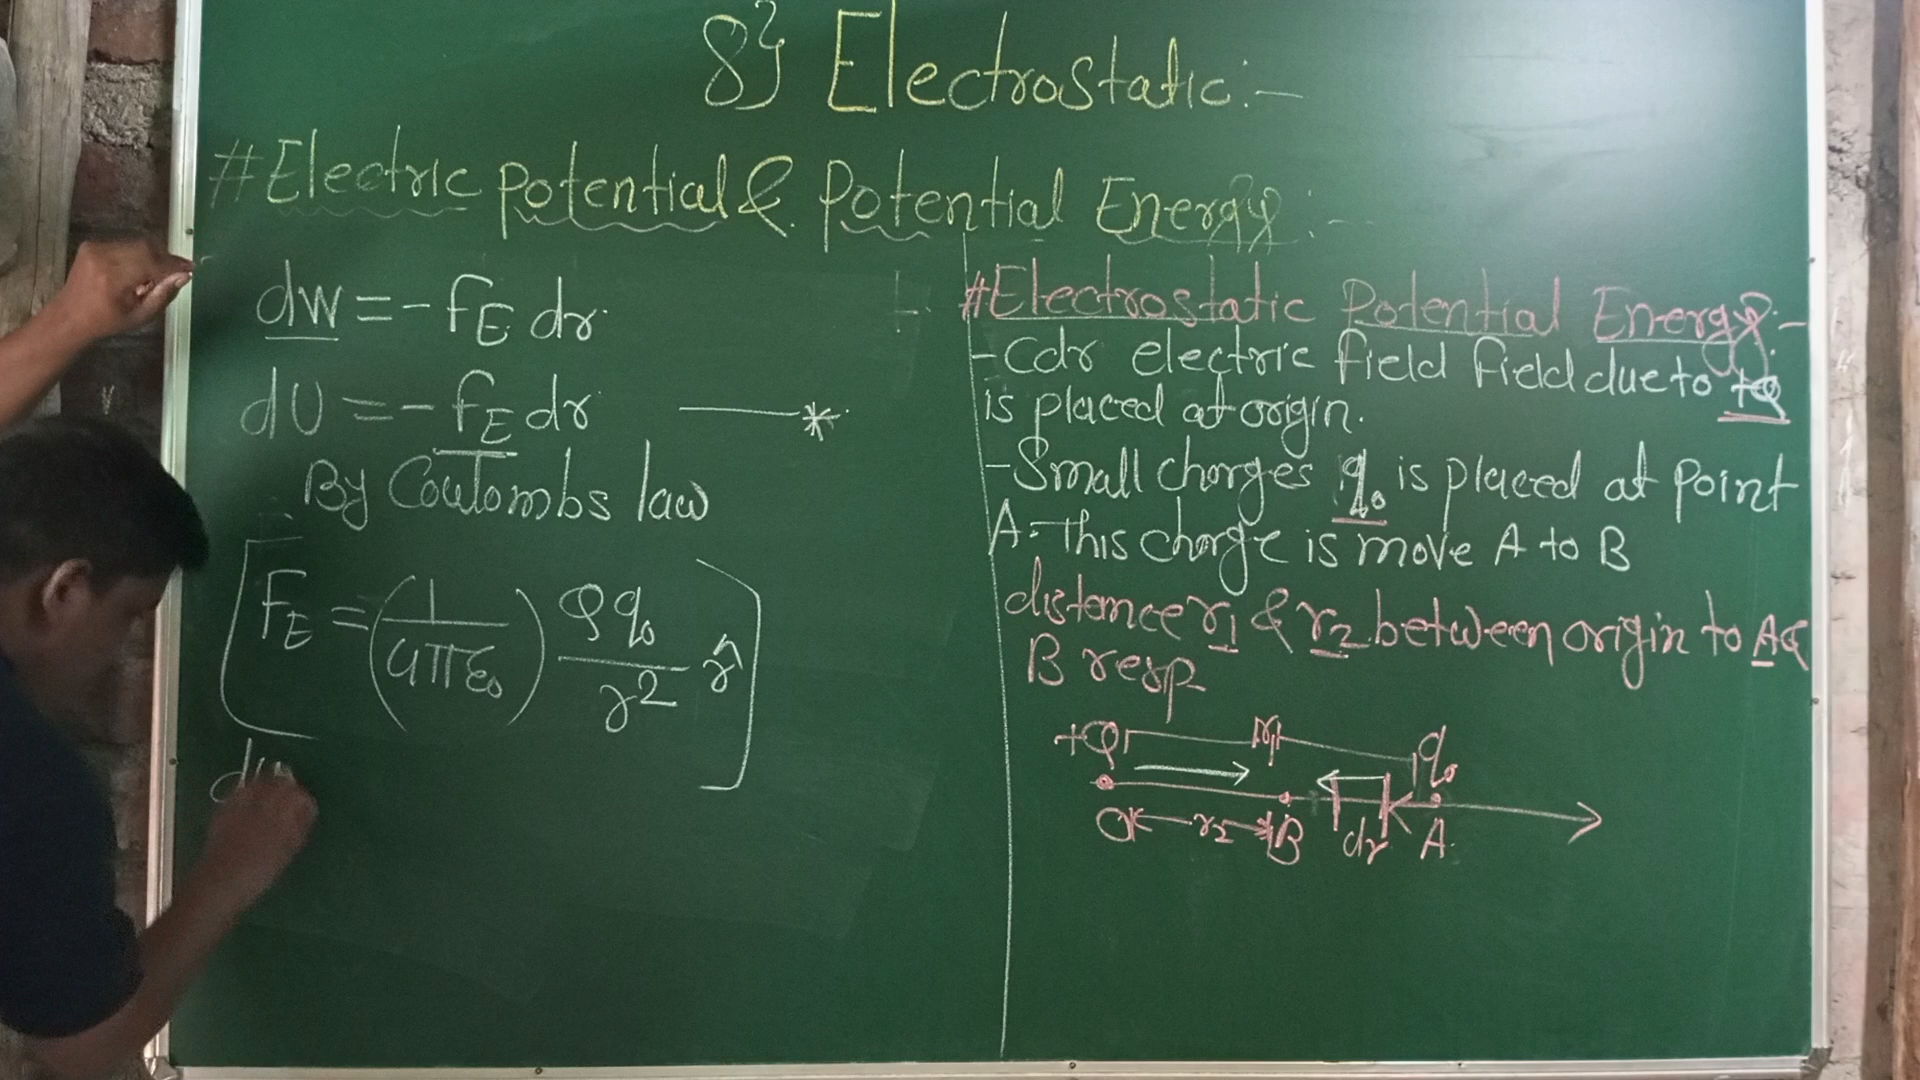 8} Electrostatic:-
#Electric potential & Potential Energy:-
dW = - FE dr
dU = - FE dr ——*
By Coulombs law
[FE = (1/4πε₀) Qq₀/r² r̂]
#Electrostatic Potential Energy:-
- Cdr electric field field due to +Q
is placed at origin.
- Small charges q₀ is placed at point
A. This charge is move A to B
distance r₁ & r₂ between origin to A &
B resp
+Q r₁ q₀
O r₂ B dr A